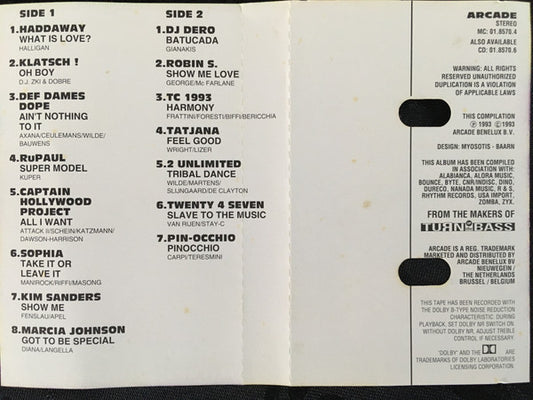 SIDE 1
1.HADDAWAY
WHAT IS LOVE?
HALLIGAN
2.KLATSCH !
OH BOY
D.J. ZKI & DOBRE
3.DEF DAMES
DOPE
AIN'T NOTHING
TO IT
AXANA/CEULEMANS/WILDE/
BAUWENS
4.RuPAUL
SUPER MODEL
KUPER
5.CAPTAIN
HOLLYWOOD
PROJECT
ALL I WANT
ATTACK II/SCHEIN/KATZMANN/
DAWSON-HARRISON
6.SOPHIA
TAKE IT OR
LEAVE IT
MANIROCK/RIFFI/MASONG
7.KIM SANDERS
SHOW ME
FENSLAU/APEL
8.MARCIA JOHNSON
GOT TO BE SPECIAL
DIANA/LANGELLA
SIDE 2
1.DJ DERO
BATUCADA
GIANAKIS
2.ROBIN S.
SHOW ME LOVE
GEORGE/Mc FARLANE
3.TC 1993
HARMONY
FRATTINI/FORESTI/BIFFI/BERICCHIA
4.TATJANA
FEEL GOOD
WRIGHT/LIZER
5.2 UNLIMITED
TRIBAL DANCE
WILDE/MARTENS/
SLIJNGAARD/DE CLAYTON
6.TWENTY 4 SEVEN
SLAVE TO THE MUSIC
VAN RIJEN/STAY-C
7.PIN-OCCHIO
PINOCCHIO
CARPI/TERESMINI
ARCADE
STEREO
MC: 01.8570.4
ALSO AVAILABLE
CD: 01.8570.6
WARNING: ALL RIGHTS
RESERVED UNAUTHORIZED
DUPLICATION IS A VIOLATION
OF APPLICABLE LAWS
THIS COMPILATION
℗ 1993 © 1993
ARCADE BENELUX B.V.
DESIGN: MYOSOTIS - BAARN
THIS ALBUM HAS BEEN COMPILED
IN ASSOCIATION WITH:
ALABIANCA, ALORA MUSIC,
BOUNCE, BYTE, CNR/INDISC, DINO,
DURECO, NANADA MUSIC, R & S,
RHYTHM RECORDS, USA IMPORT,
ZOMBA, ZYX.
FROM THE MAKERS OF
TURN UP THE BASS
ARCADE IS A REG. TRADEMARK
MARKETED AND DISTRIBUTED BY
ARCADE BENELUX BV
NIEUWEGEIN /
THE NETHERLANDS
BRUSSEL / BELGIUM
THIS TAPE HAS BEEN RECORDED WITH
THE DOLBY B-TYPE NOISE REDUCTION
CHARACTERISTIC. DURING
PLAYBACK. SET DOLBY NR SWITCH ON.
WITHOUT DOLBY NR, ADJUST TREBLE
CONTROL IF NECESSARY.
'DOLBY' AND THE ARE
TRADEMARKS OF DOLBY LABORATORIES
LICENSING CORPORATION.